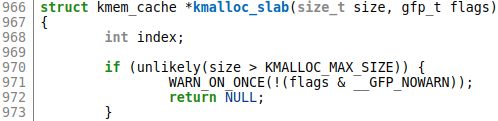 966 struct kmem_cache *kmalloc_slab(size_t size, gfp_t flags)
967 {
968         int index;
969
970         if (unlikely(size > KMALLOC_MAX_SIZE)) {
971                 WARN_ON_ONCE(!(flags & __GFP_NOWARN));
972                 return NULL;
973         }